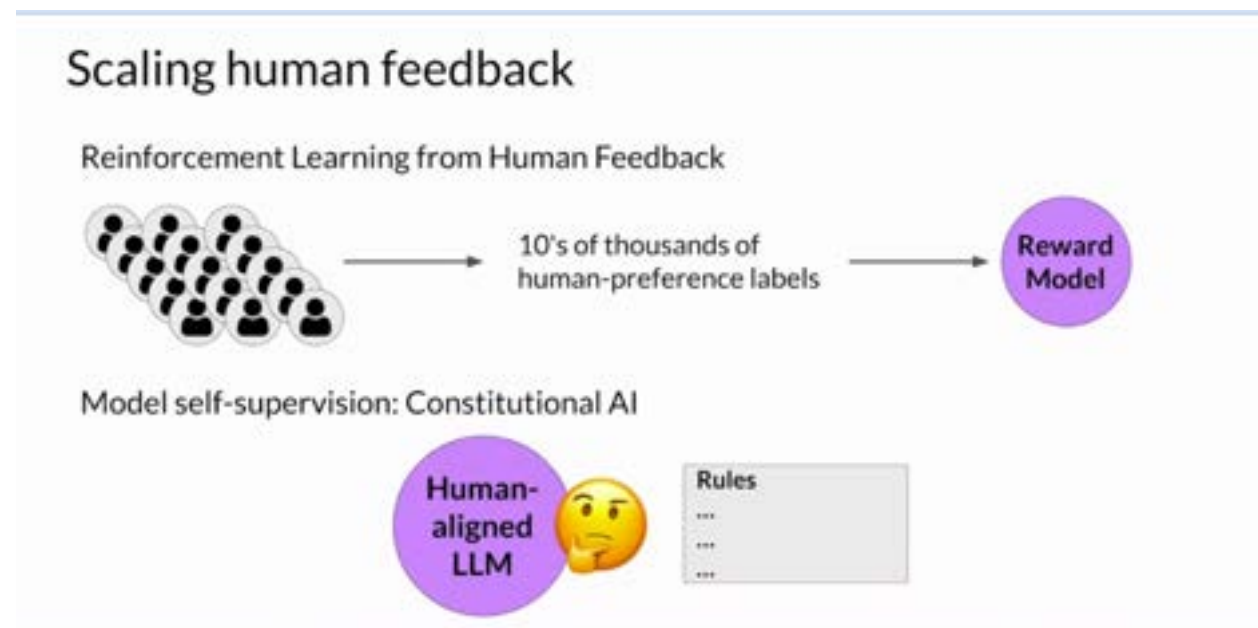 Scaling human feedback
Reinforcement Learning from Human Feedback
10's of thousands of
human-preference labels
Reward
Model
Model self-supervision: Constitutional AI
Human-
aligned
LLM
Rules
...
...
...